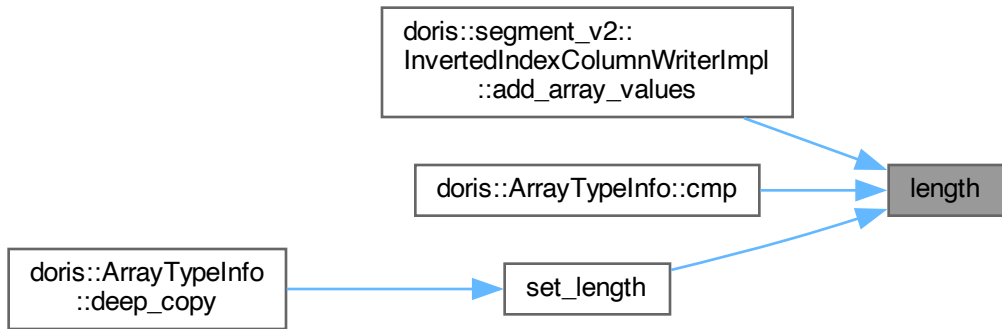 doris::segment_v2::
InvertedIndexColumnWriterImpl
::add_array_values
doris::ArrayTypeInfo::cmp
length
doris::ArrayTypeInfo
::deep_copy
set_length